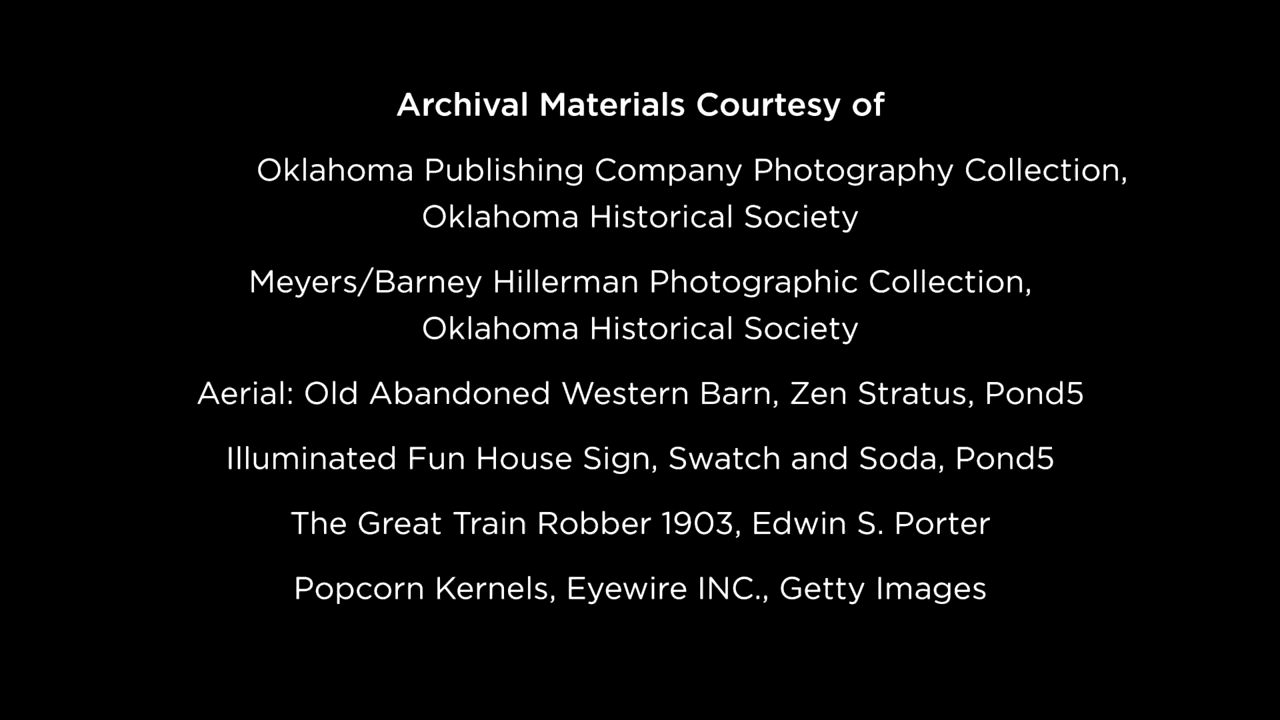 Archival Materials Courtesy of
Oklahoma Publishing Company Photography Collection,
Oklahoma Historical Society
Meyers/Barney Hillerman Photographic Collection,
Oklahoma Historical Society
Aerial: Old Abandoned Western Barn, Zen Stratus, Pond5
Illuminated Fun House Sign, Swatch and Soda, Pond5
The Great Train Robber 1903, Edwin S. Porter
Popcorn Kernels, Eyewire INC., Getty Images